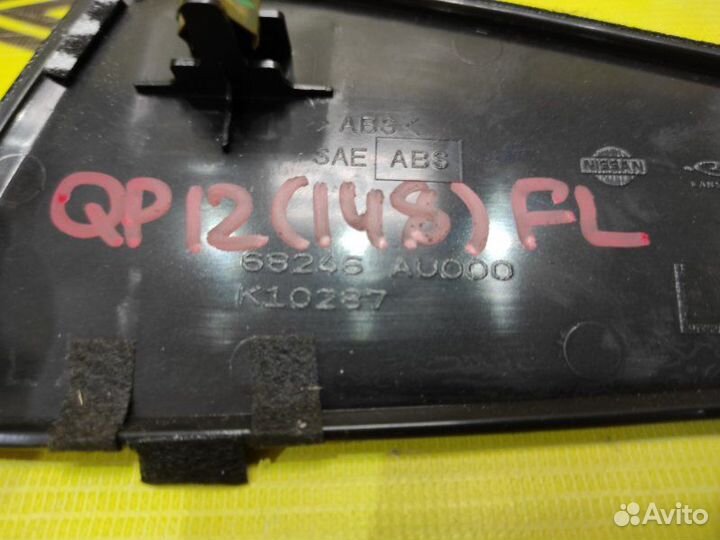 >ABS<
SAE ABS
NISSAN
QP12(148)FL
68246 AU000
K10287
Avito